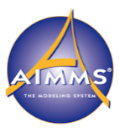 AIMMS®
THE MODELING SYSTEM